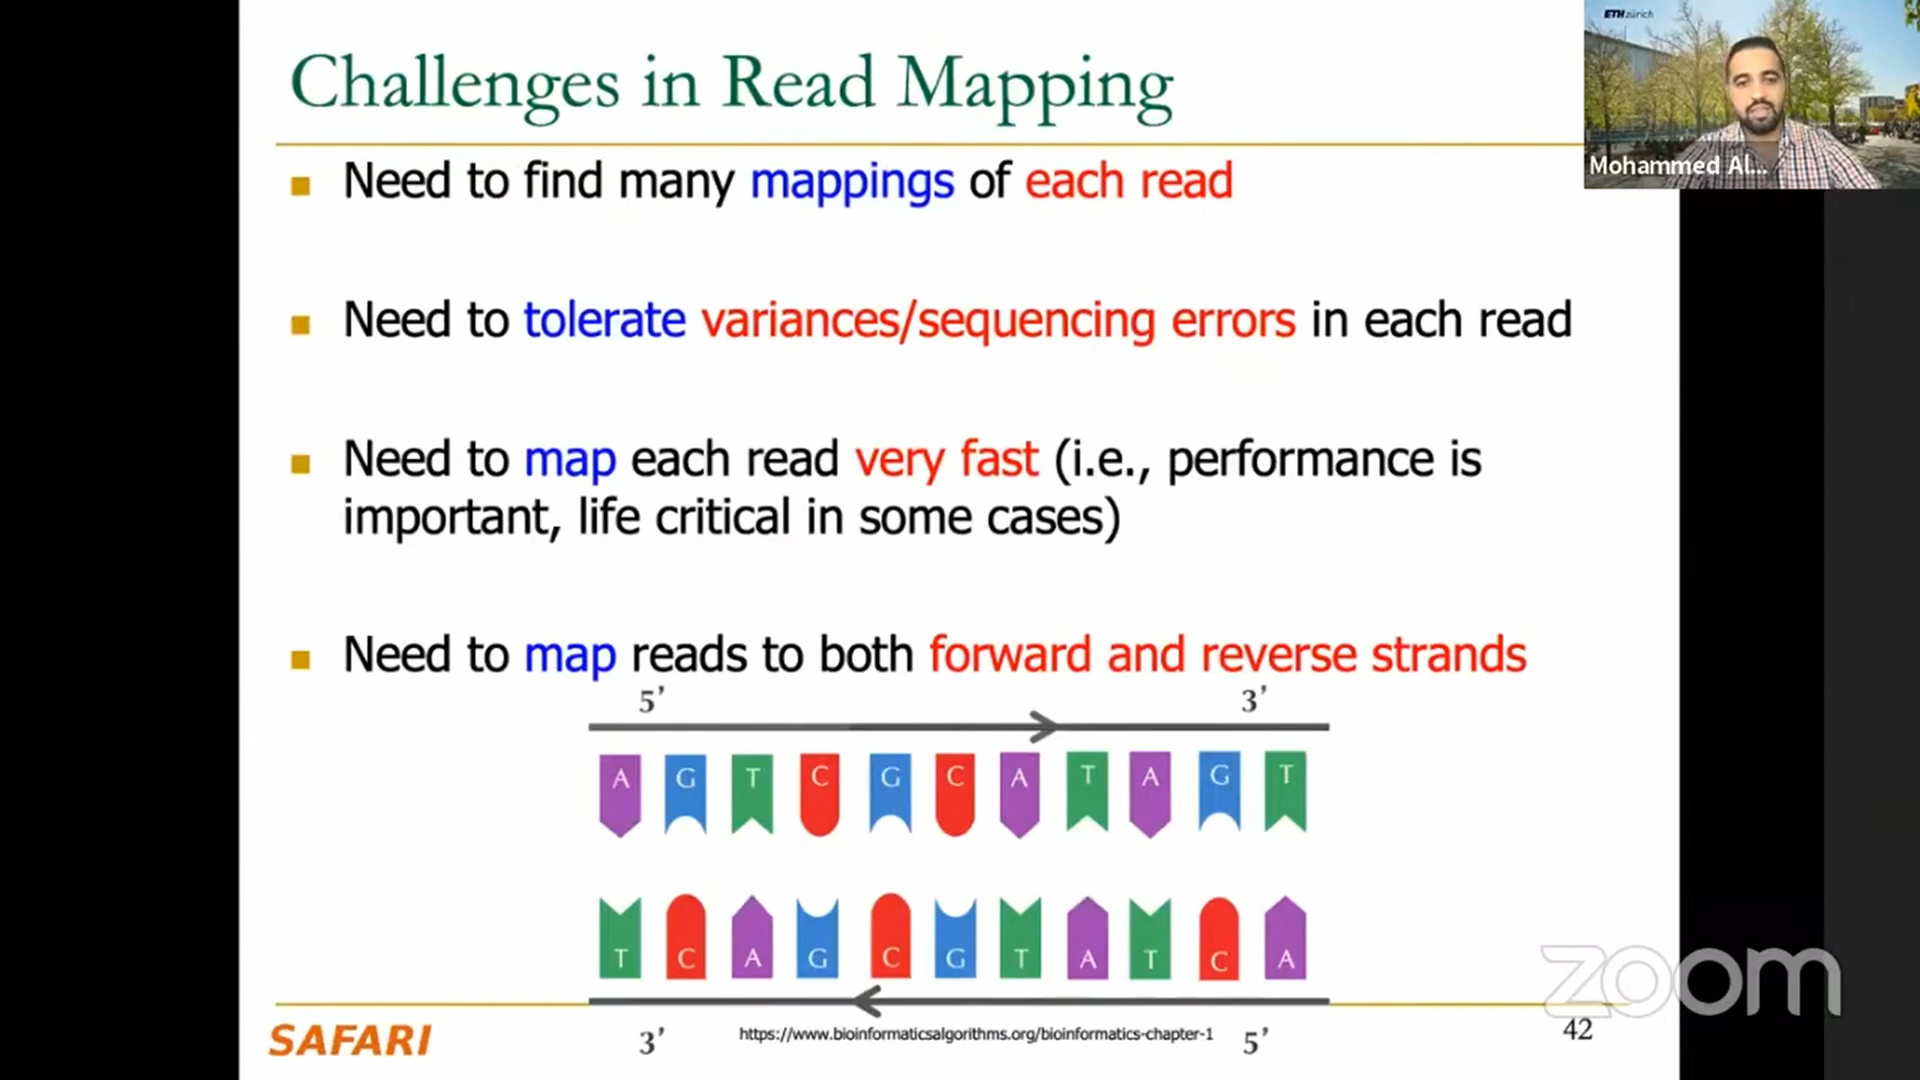 Challenges in Read Mapping
ETH zürich
Mohammed Al...
Need to find many mappings of each read
Need to tolerate variances/sequencing errors in each read
Need to map each read very fast (i.e., performance is
important, life critical in some cases)
Need to map reads to both forward and reverse strands
5’ 3’
A G T C G C A T A G T
T C A G C G T A T C A
3’ 5’
https://www.bioinformaticsalgorithms.org/bioinformatics-chapter-1
SAFARI
42
zoom